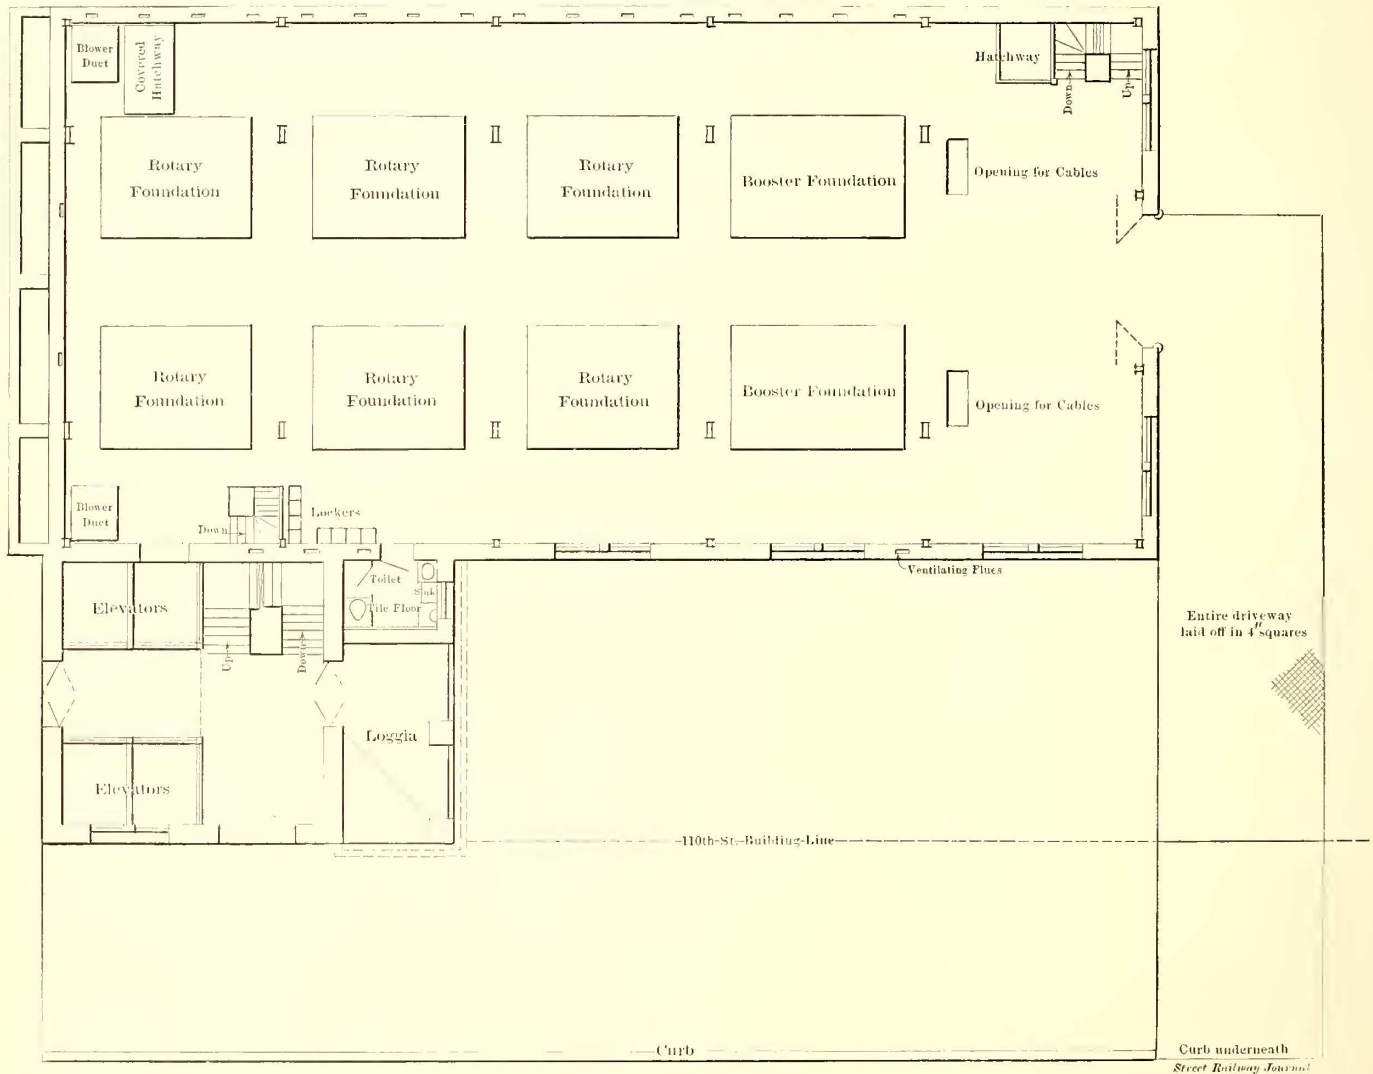 Blower
Duct
Covered
Hatchway
Hatchway
Down
Up
Rotary
Foundation
Rotary
Foundation
Rotary
Foundation
Booster Foundation
Opening for Cables
Rotary
Foundation
Rotary
Foundation
Rotary
Foundation
Booster Foundation
Opening for Cables
Blower
Duct
Down
Lockers
Ventilating Flues
Elevators
Up
Down
Toilet
Sink
Tile Floor
Entire driveway
laid off in 4" squares
Loggia
Elevators
110th-St.-Building-Line
Curb
Curb underneath
Street Railway Journal